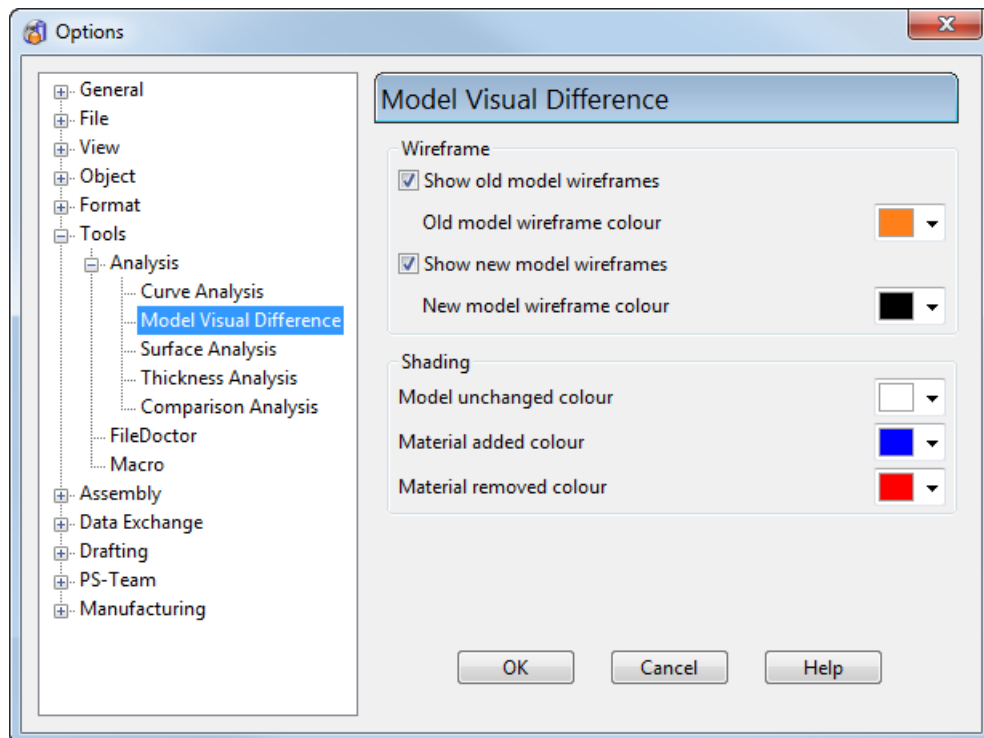 Options
General
File
View
Object
Format
Tools
Analysis
Curve Analysis
Model Visual Difference
Surface Analysis
Thickness Analysis
Comparison Analysis
FileDoctor
Macro
Assembly
Data Exchange
Drafting
PS-Team
Manufacturing
Model Visual Difference
Wireframe
Show old model wireframes
Old model wireframe colour
Show new model wireframes
New model wireframe colour
Shading
Model unchanged colour
Material added colour
Material removed colour
OK
Cancel
Help